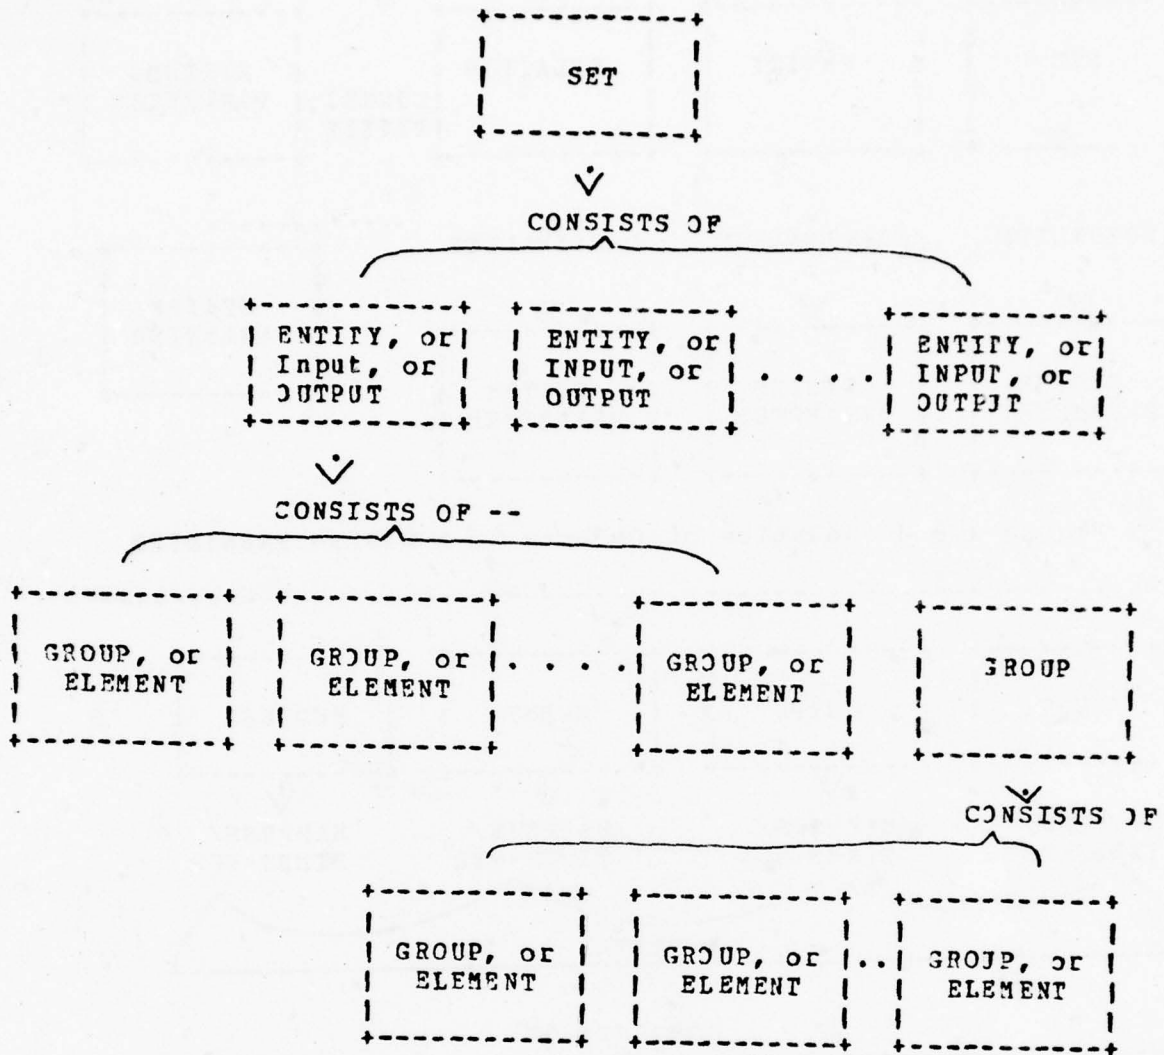 SET
CONSISTS OF
ENTITY, or
Input, or
OUTPUT
ENTITY, or
INPUT, or
OUTPUT
. . . .
ENTITY, or
INPUT, or
OUTPUT
CONSISTS OF --
GROUP, or
ELEMENT
GROUP, or
ELEMENT
. . . .
GROUP, or
ELEMENT
GROUP
CONSISTS OF
GROUP, or
ELEMENT
GROUP, or
ELEMENT
..
GROUP, or
ELEMENT